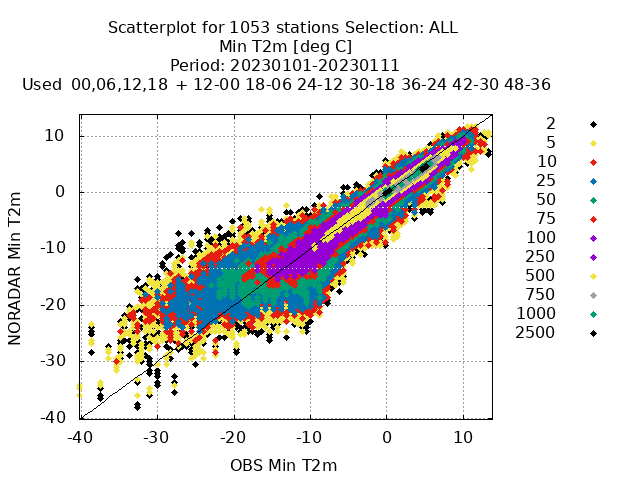 Scatterplot for 1053 stations Selection: ALL
Min T2m [deg C]
Period: 20230101-20230111
Used  00,06,12,18  + 12-00 18-06 24-12 30-18 36-24 42-30 48-36
2
5
10
25
50
75
100
250
500
750
1000
2500
NORADAR Min T2m
10
0
-10
-20
-30
-40
-40 -30 -20 -10 0 10
OBS Min T2m